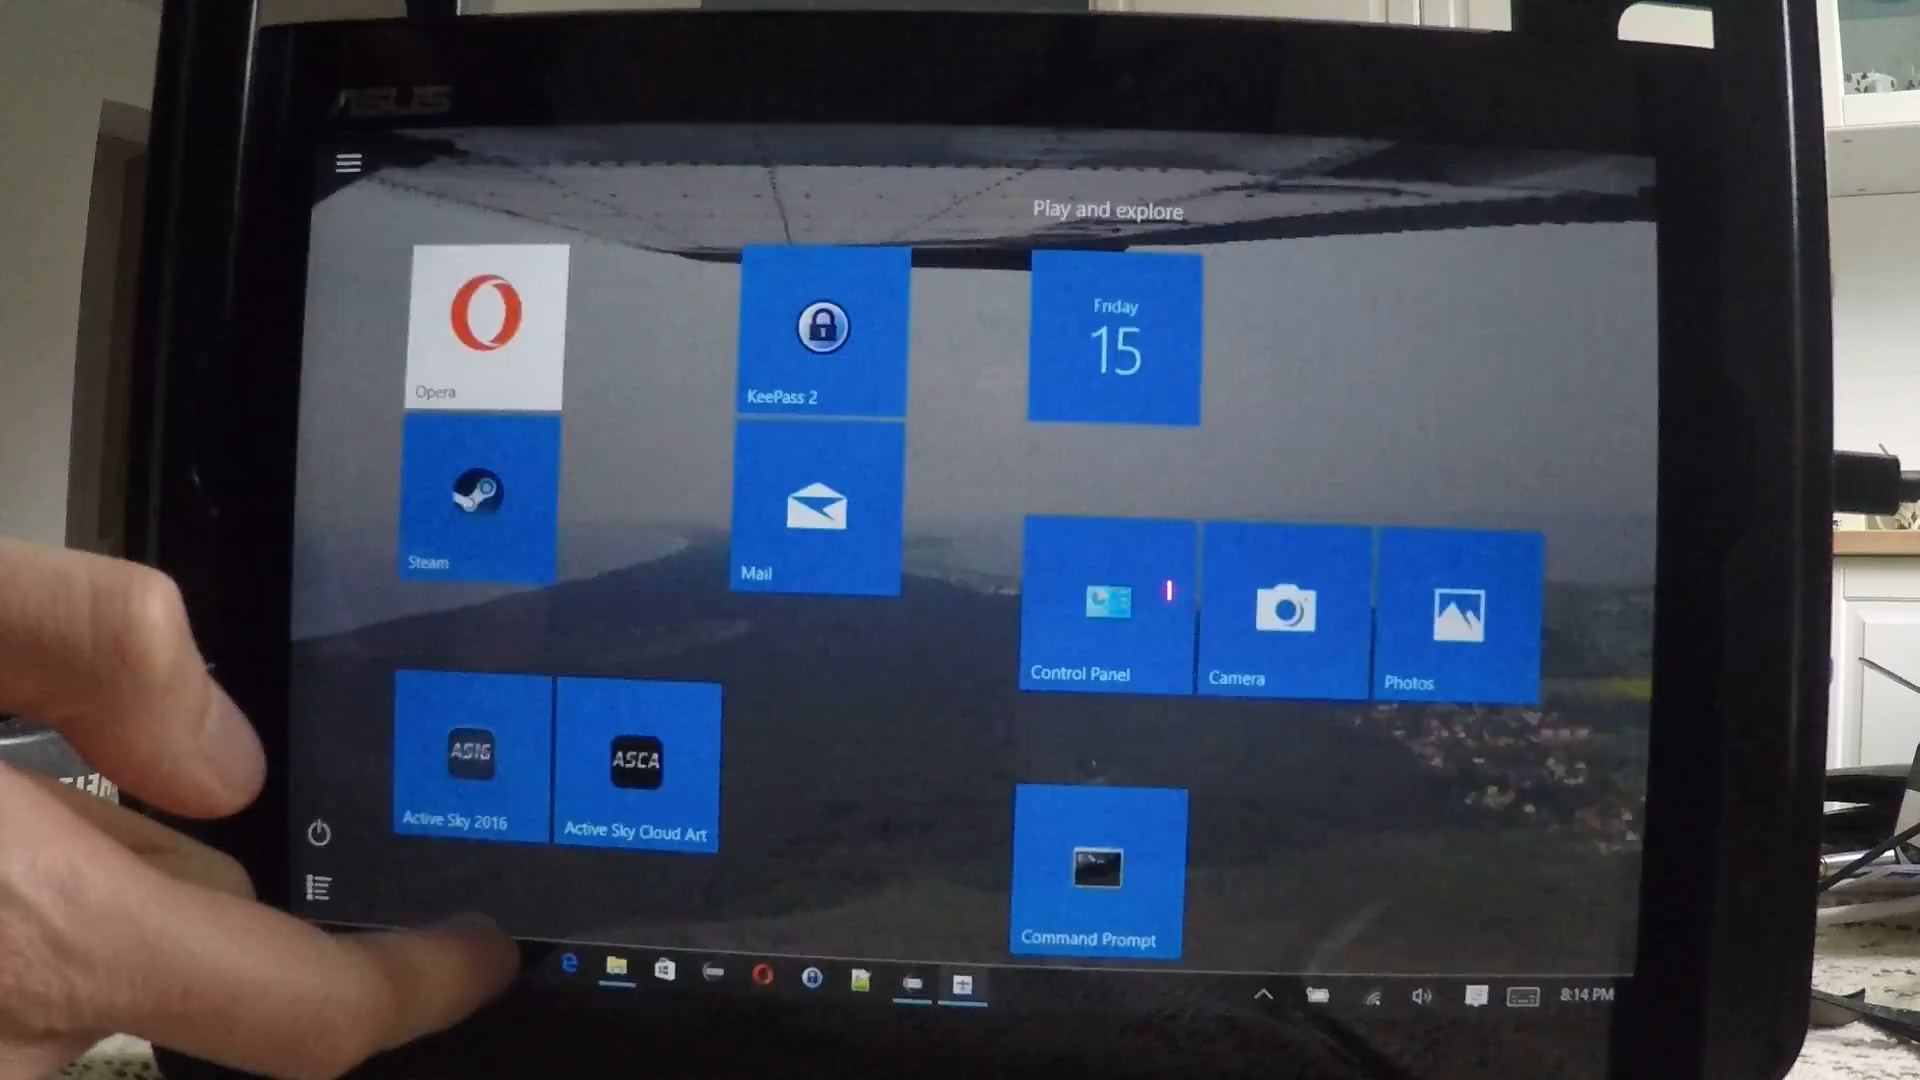 ASUS
Play and explore
Opera
KeePass 2
Friday
15
Steam
Mail
Control Panel
Camera
Photos
AS16
ASCA
Active Sky 2016
Active Sky Cloud Art
Command Prompt
8:14 PM